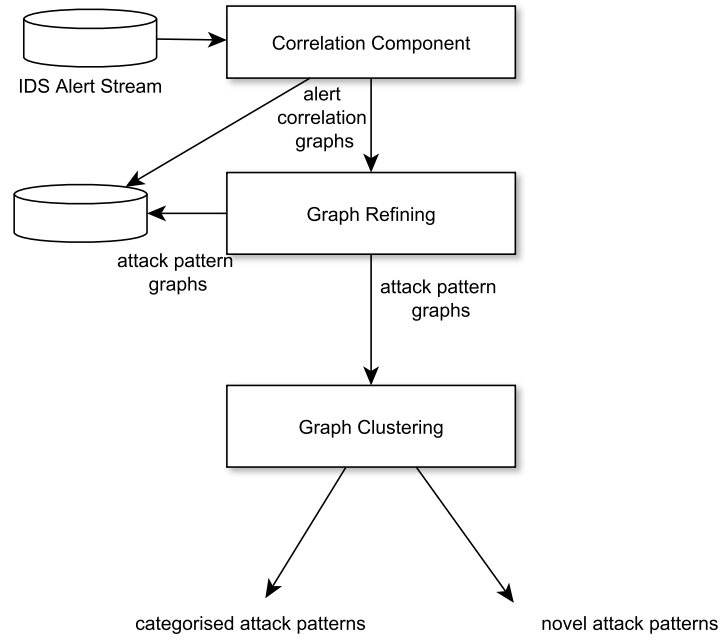 Correlation Component
IDS Alert Stream
alert
correlation
graphs
Graph Refining
attack pattern
graphs
attack pattern
graphs
Graph Clustering
categorised attack patterns
novel attack patterns